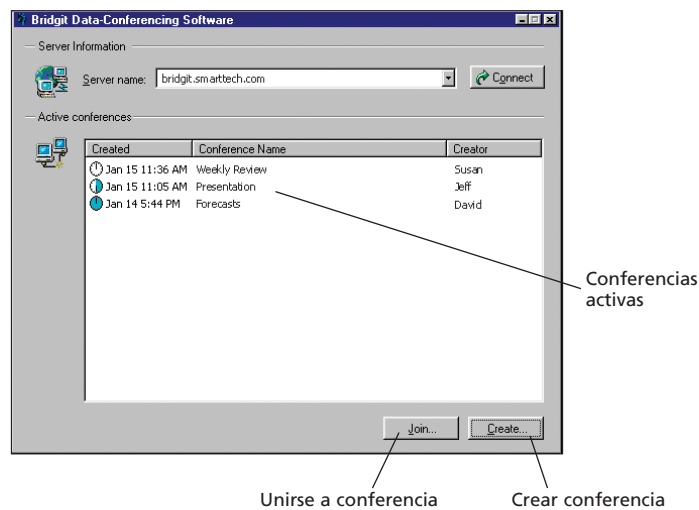 Bridgit Data-Conferencing Software
Server Information
Server name: bridgit.smarttech.com Connect
Active conferences
Created Conference Name Creator
Jan 15 11:36 AM Weekly Review Susan
Jan 15 11:05 AM Presentation Jeff
Jan 14 5:44 PM Forecasts David
Conferencias
activas
Join... Create...
Unirse a conferencia Crear conferencia